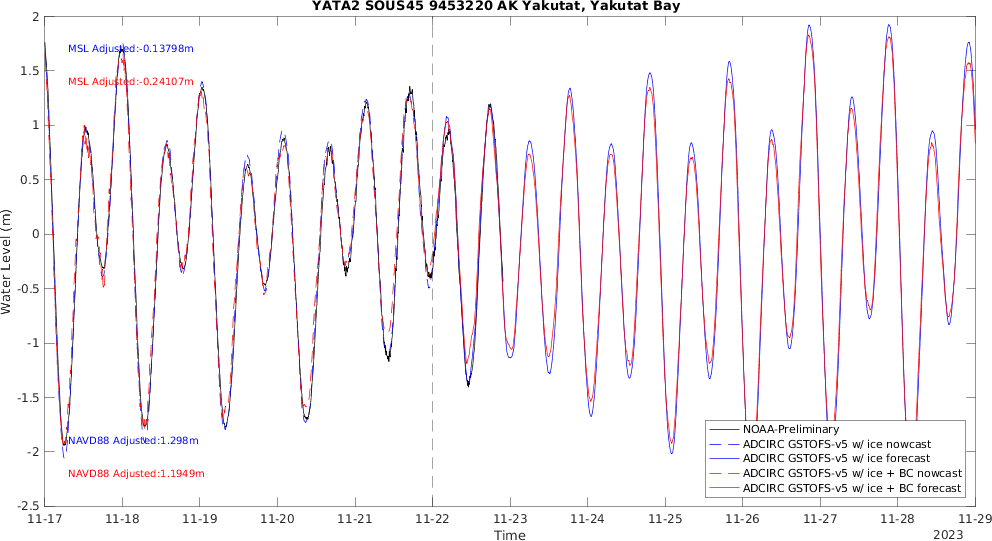 YATA2 SOUS45 9453220 AK Yakutat, Yakutat Bay
MSL Adjusted:-0.13798m
MSL Adjusted:-0.24107m
NAVD88 Adjusted:1.298m
NAVD88 Adjusted:1.1949m
Water Level (m)
2
1.5
1
0.5
0
-0.5
-1
-1.5
-2
-2.5
NOAA-Preliminary
ADCIRC GSTOFS-v5 w/ ice nowcast
ADCIRC GSTOFS-v5 w/ ice forecast
ADCIRC GSTOFS-v5 w/ ice + BC nowcast
ADCIRC GSTOFS-v5 w/ ice + BC forecast
11-17 11-18 11-19 11-20 11-21 11-22 11-23 11-24 11-25 11-26 11-27 11-28 11-29
Time
2023